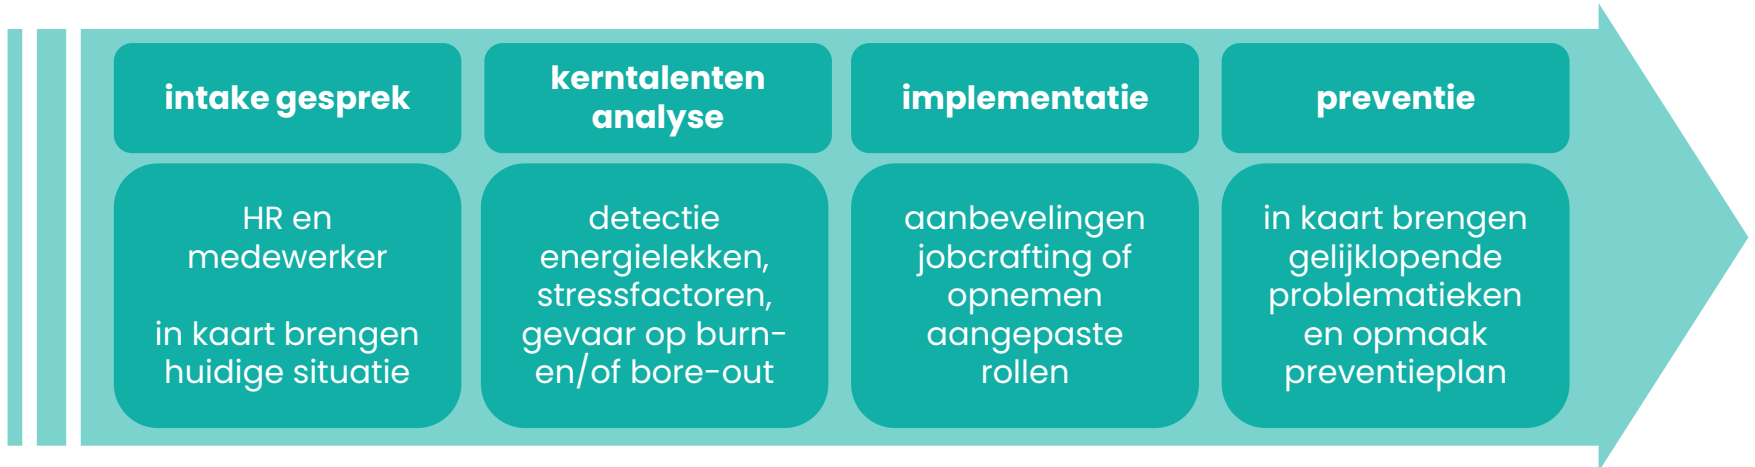 intake gesprek
HR en
medewerker
in kaart brengen
huidige situatie
kerntalenten
analyse
detectie
energielekken,
stressfactoren,
gevaar op burn-
en/of bore-out
implementatie
aanbevelingen
jobcrafting of
opnemen
aangepaste
rollen
preventie
in kaart brengen
gelijklopende
problematieken
en opmaak
preventieplan